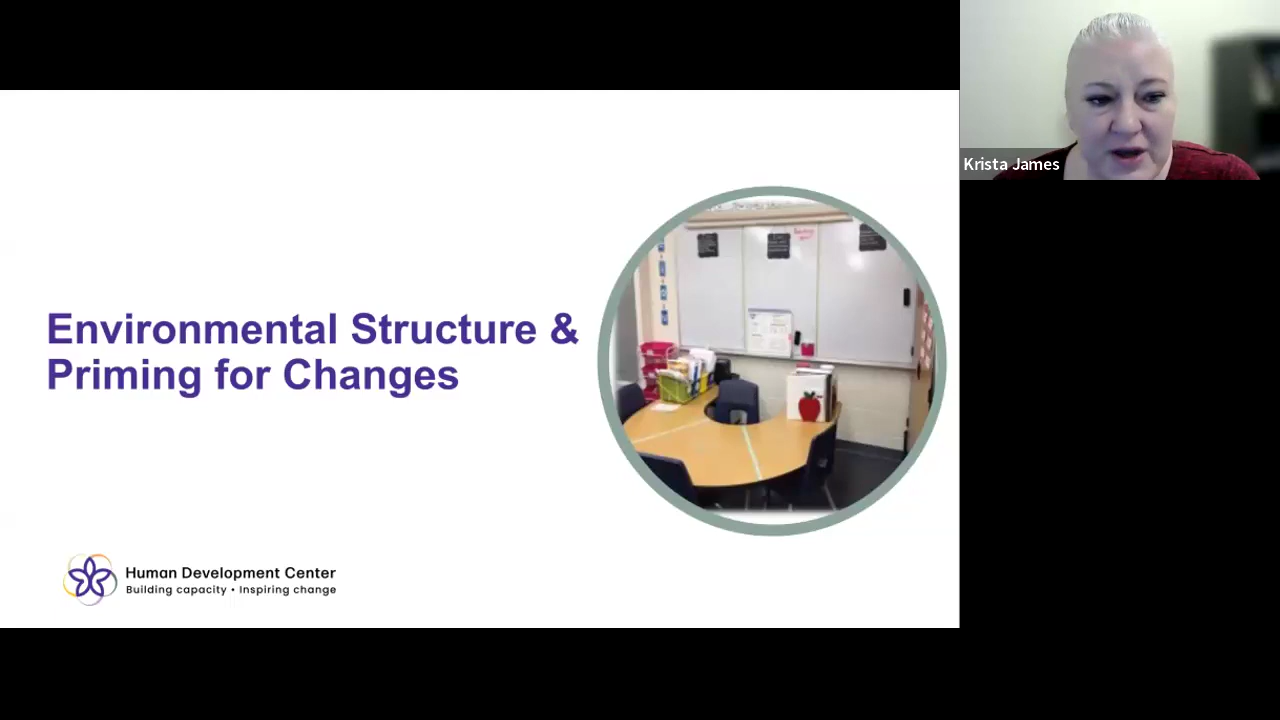 Krista James
Environmental Structure &
Priming for Changes
Human Development Center
Building capacity • Inspiring change